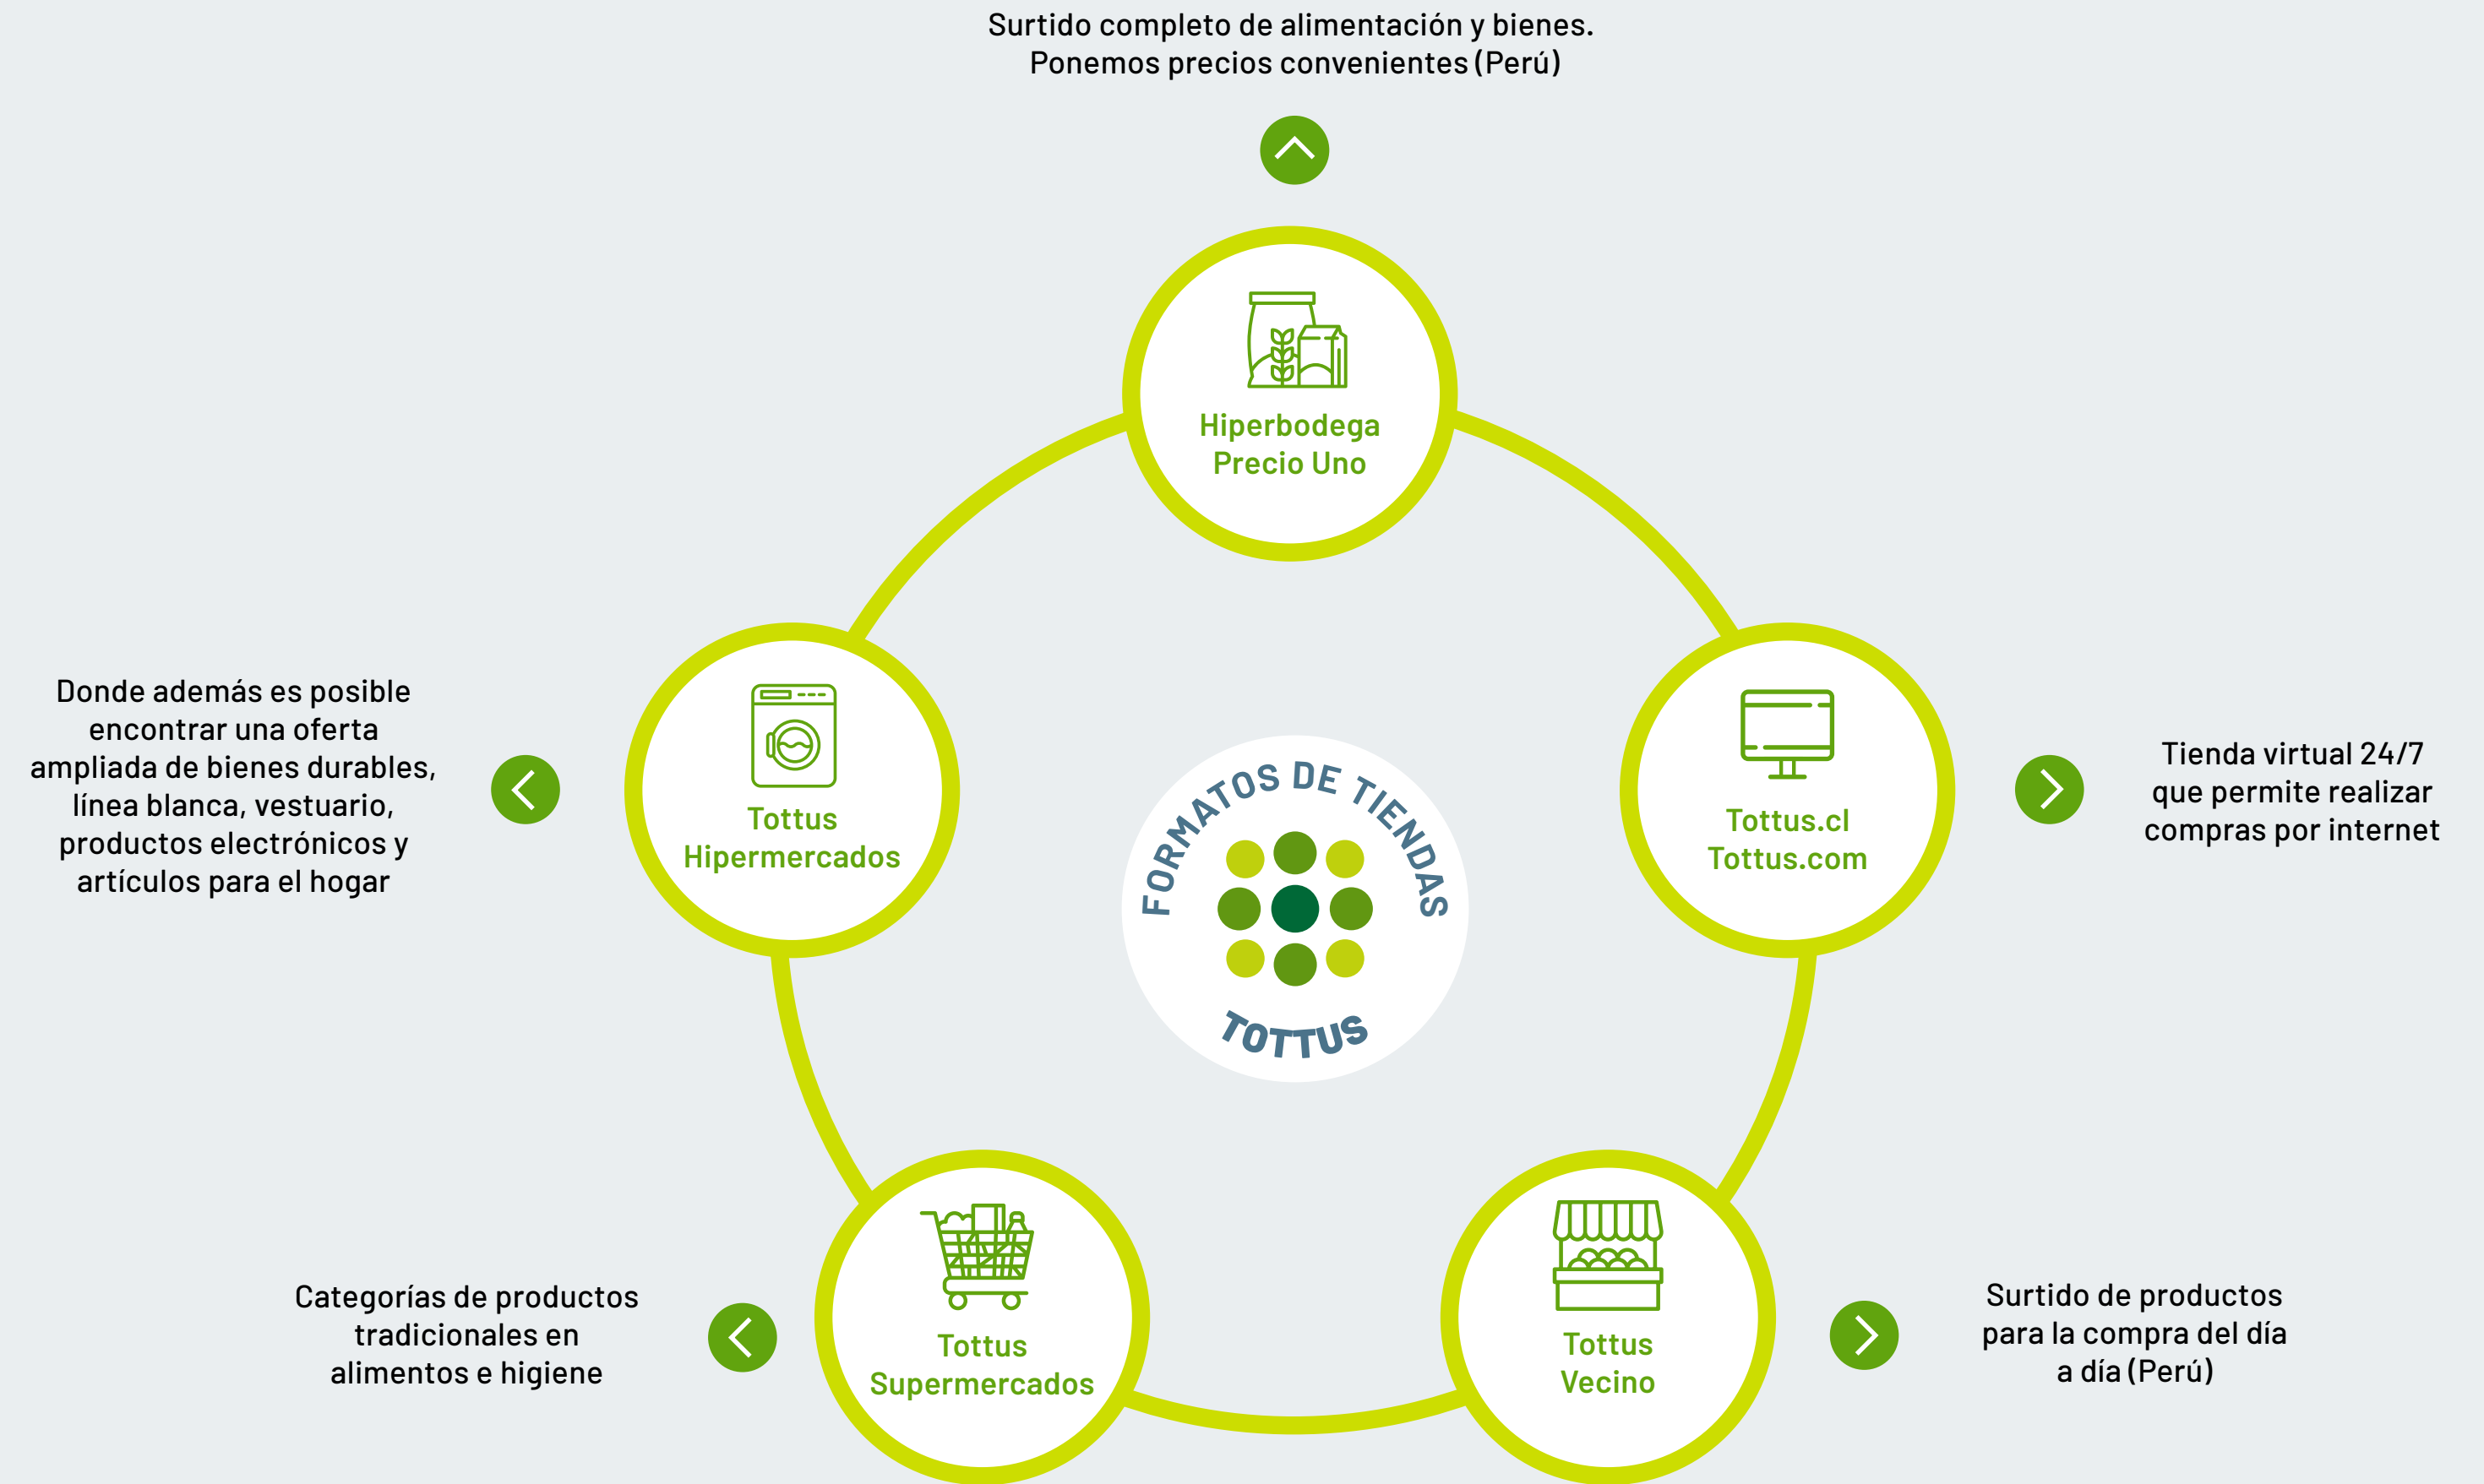 Surtido completo de alimentación y bienes.
Ponemos precios convenientes (Perú)
Hiperbodega
Precio Uno
Donde además es posible
encontrar una oferta
ampliada de bienes durables,
línea blanca, vestuario,
productos electrónicos y
artículos para el hogar
Tottus
Hipermercados
FORMATOS DE TIENDAS
TOTTUS
Tottus.cl
Tottus.com
Tienda virtual 24/7
que permite realizar
compras por internet
Categorías de productos
tradicionales en
alimentos e higiene
Tottus
Supermercados
Tottus
Vecino
Surtido de productos
para la compra del día
a día (Perú)